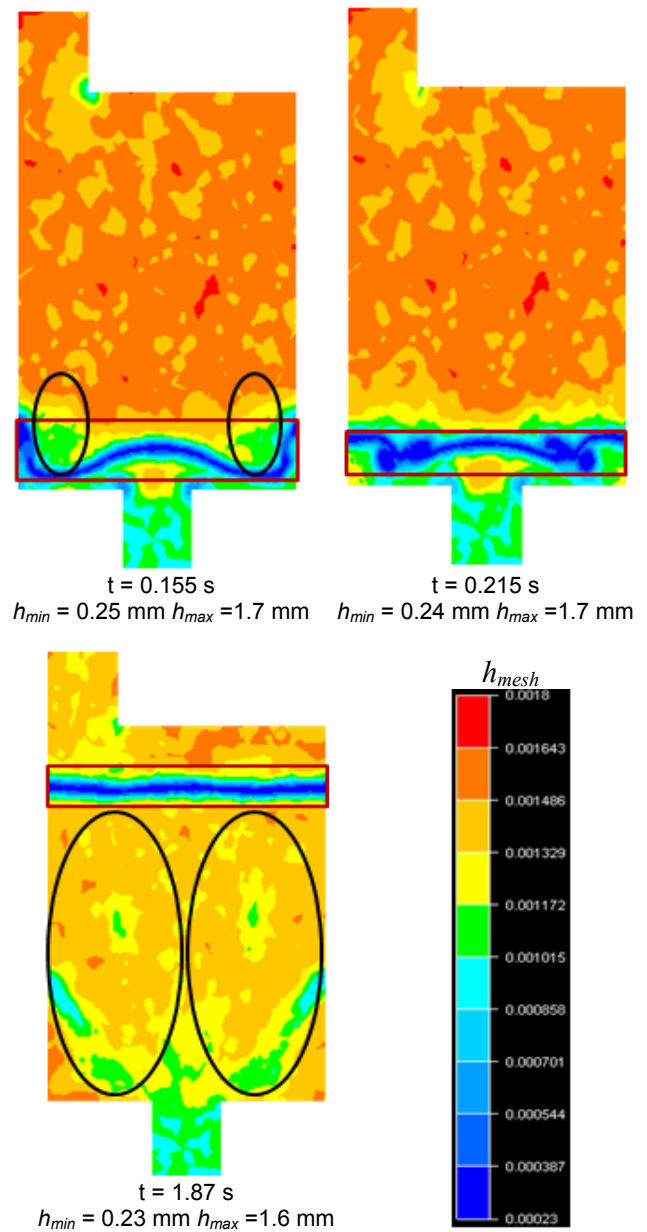 t = 0.155 s
h_min = 0.25 mm h_max =1.7 mm
t = 0.215 s
h_min = 0.24 mm h_max =1.7 mm
h_mesh
0.0018
0.001643
0.001486
0.001329
0.001172
0.001015
0.000858
0.000701
0.000544
0.000387
0.00023
t = 1.87 s
h_min = 0.23 mm h_max = 1.6 mm